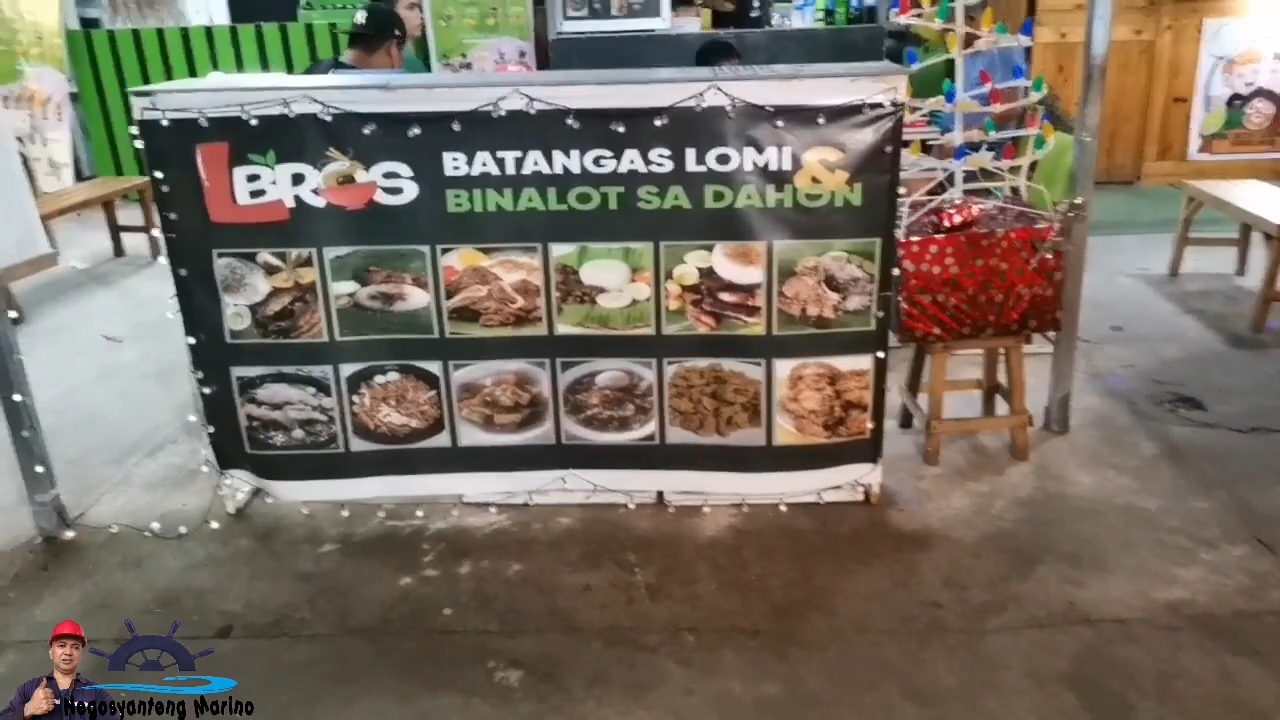 LBROS
BATANGAS LOMI &
BINALOT SA DAHON
Negosyanteng Marino